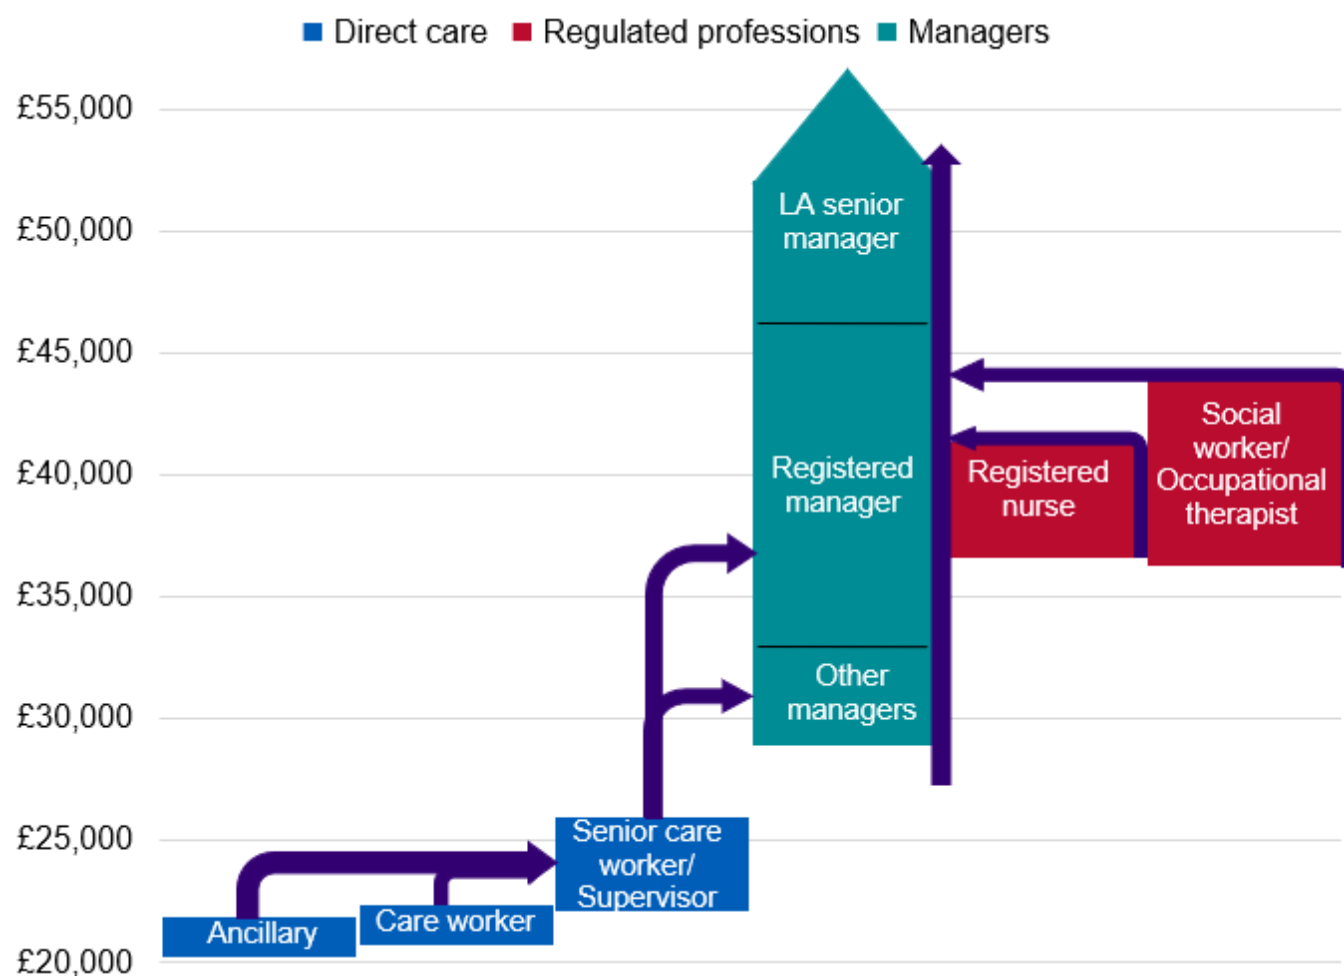 Direct care Regulated professions Managers
£55,000
£50,000
£45,000
£40,000
£35,000
£30,000
£25,000
£20,000
LA senior
manager
Registered
manager
Other
managers
Registered
nurse
Social
worker/
Occupational
therapist
Senior care
worker/
Supervisor
Care worker
Ancillary